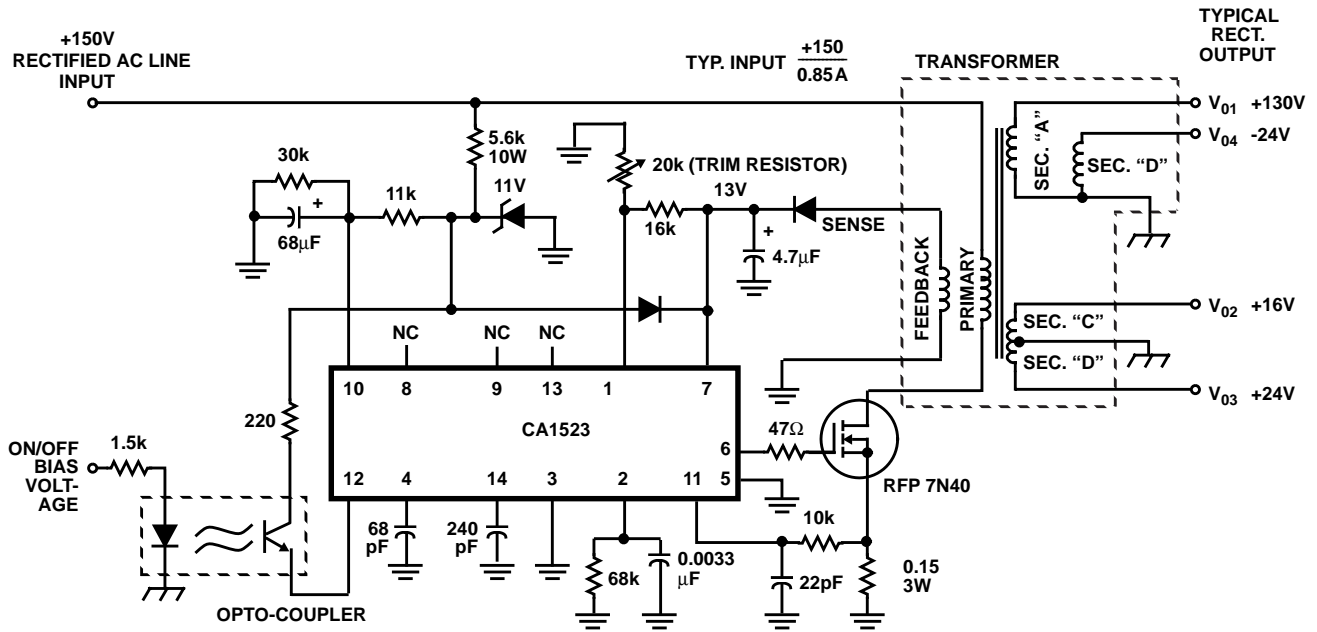 +150V
RECTIFIED AC LINE
INPUT
TYP. INPUT +150
0.85A
TRANSFORMER
TYPICAL
RECT.
OUTPUT
V01 +130V
V04 -24V
SEC. "A"
SEC. "D"
30k
+
68μF
11k
5.6k
10W
11V
20k (TRIM RESISTOR)
13V
16k
SENSE
+
4.7μF
FEEDBACK
PRIMARY
V02 +16V
SEC. "C"
SEC. "D"
V03 +24V
NC
NC
NC
10
8
9
13
1
7
CA1523
6
5
12
4
14
3
2
11
47Ω
RFP 7N40
220
ON/OFF
BIAS
VOLT-
AGE
1.5k
OPTO-COUPLER
68
pF
240
pF
68k
0.0033
μF
10k
22pF
0.15
3W